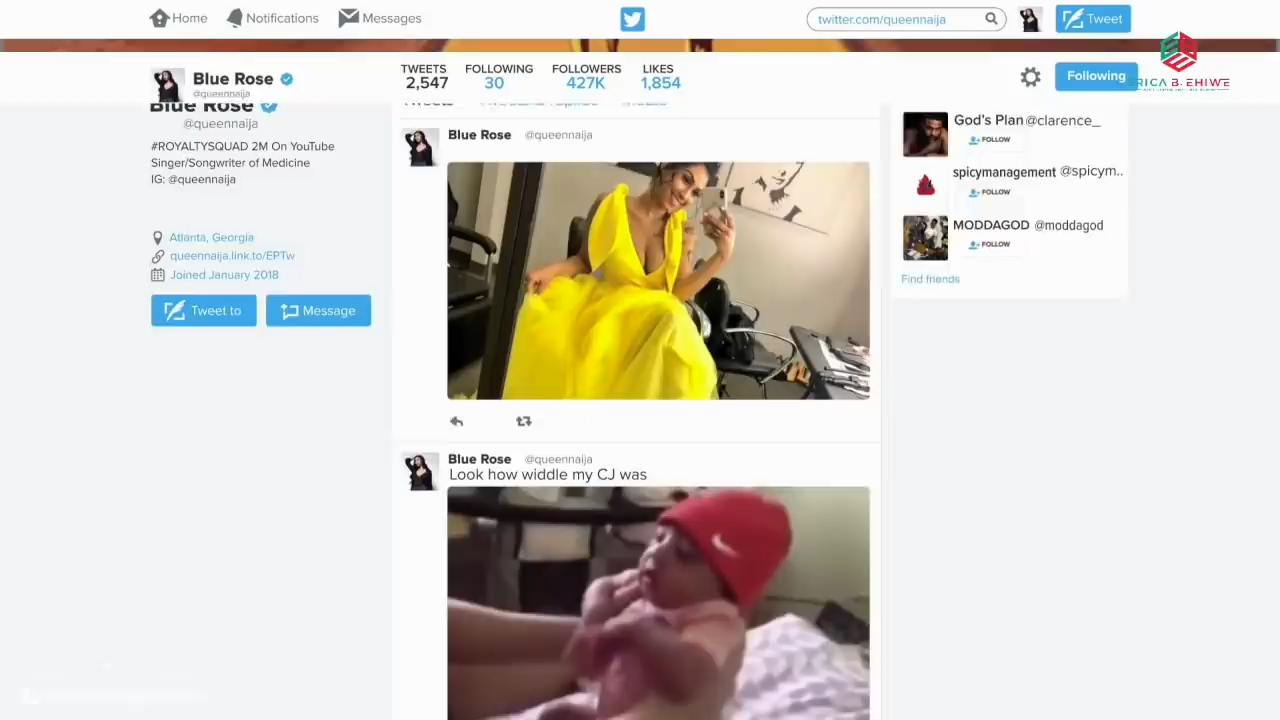 Home
Notifications
Messages
twitter.com/queennaija
Tweet
Blue Rose
@queennaija
TWEETS
2,547
FOLLOWING
30
FOLLOWERS
427K
LIKES
1,854
Following
RICA B. EHIWE
Blue Rose
@queennaija
#ROYALTYSQUAD 2M On YouTube
Singer/Songwriter of Medicine
IG: @queennaija
Atlanta, Georgia
queennaija.link.to/EPTw
Joined January 2018
Tweet to
Message
Blue Rose @queennaija
Blue Rose @queennaija
Look how widdle my CJ was
God's Plan @clarence_
FOLLOW
spicymanagement @spicym..
FOLLOW
MODDAGOD @moddagod
FOLLOW
Find friends